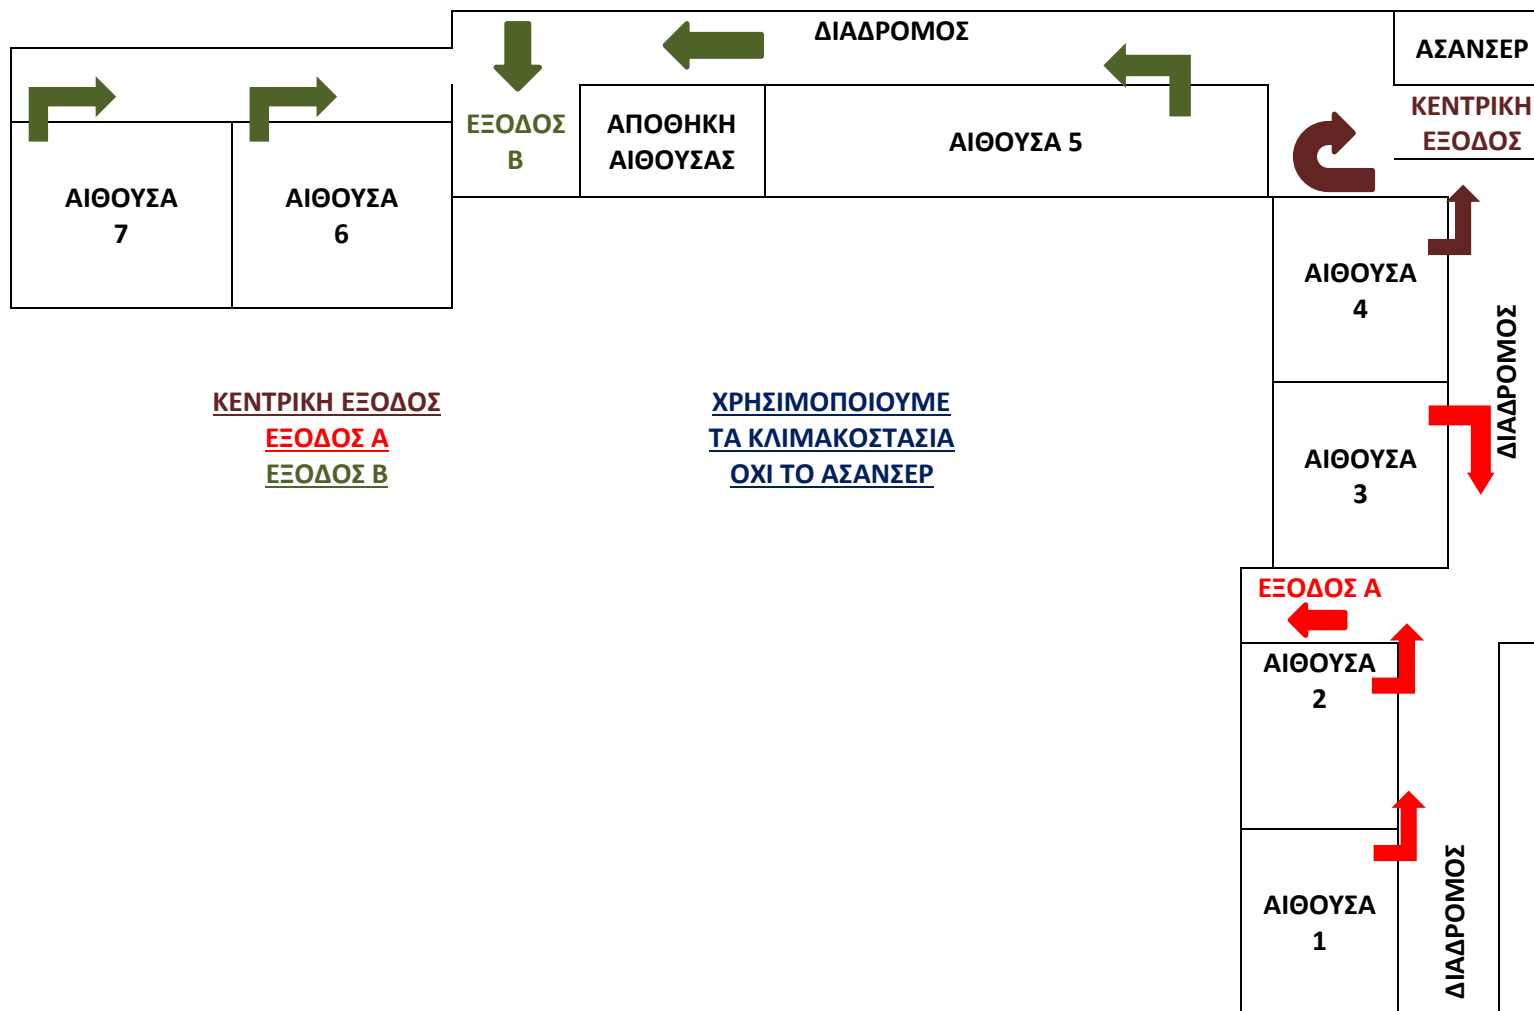 ΔΙΑΔΡΟΜΟΣ
ΑΣΑΝΣΕΡ
ΚΕΝΤΡΙΚΗ
ΕΞΟΔΟΣ
ΕΞΟΔΟΣ
Β
ΑΠΟΘΗΚΗ
ΑΙΘΟΥΣΑΣ
ΑΙΘΟΥΣΑ 5
ΑΙΘΟΥΣΑ
7
ΑΙΘΟΥΣΑ
6
ΑΙΘΟΥΣΑ
4
ΔΙΑΔΡΟΜΟΣ
ΚΕΝΤΡΙΚΗ ΕΞΟΔΟΣ
ΕΞΟΔΟΣ Α
ΕΞΟΔΟΣ Β
ΧΡΗΣΙΜΟΠΟΙΟΥΜΕ
ΤΑ ΚΛΙΜΑΚΟΣΤΑΣΙΑ
ΟΧΙ ΤΟ ΑΣΑΝΣΕΡ
ΑΙΘΟΥΣΑ
3
ΕΞΟΔΟΣ Α
ΑΙΘΟΥΣΑ
2
ΑΙΘΟΥΣΑ
1
ΔΙΑΔΡΟΜΟΣ